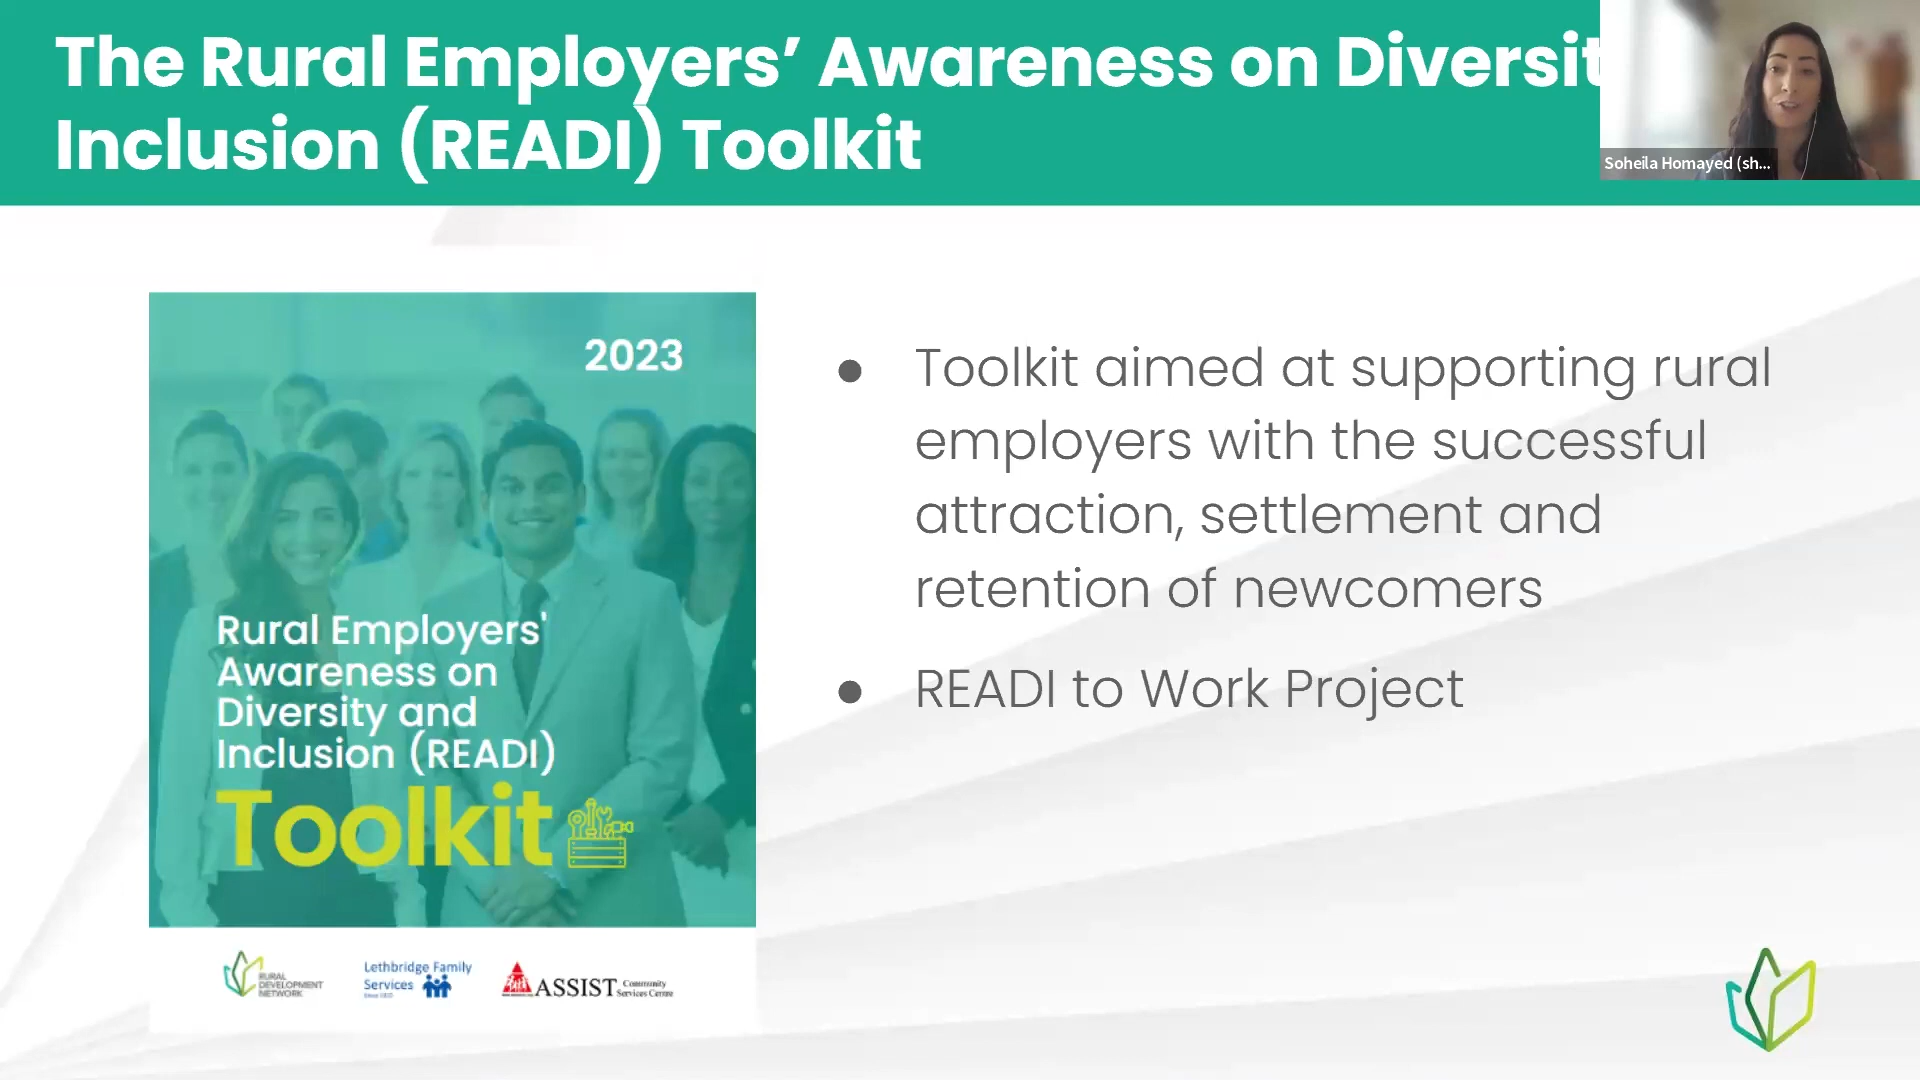 The Rural Employers’ Awareness on Diversit
Inclusion (READI) Toolkit
Soheila Homayed (sh...
2023
Rural Employers'
Awareness on
Diversity and
Inclusion (READI)
Toolkit
● Toolkit aimed at supporting rural
employers with the successful
attraction, settlement and
retention of newcomers
● READI to Work Project
RURAL
DEVELOPMENT
NETWORK
Lethbridge Family
Services
ASSIST Community
Services Centre